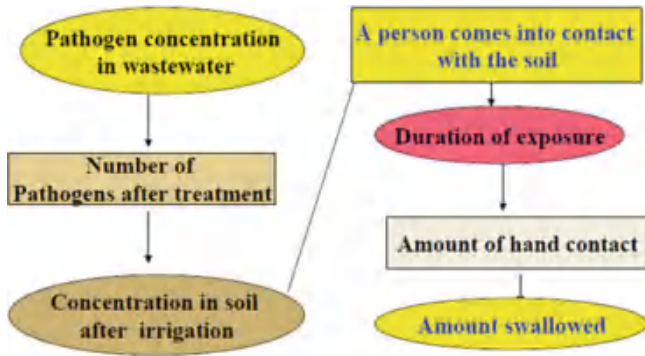 Pathogen concentration
in wastewater
Number of
Pathogens after treatment
Concentration in soil
after irrigation
A person comes into contact
with the soil
Duration of exposure
Amount of hand contact
Amount swallowed